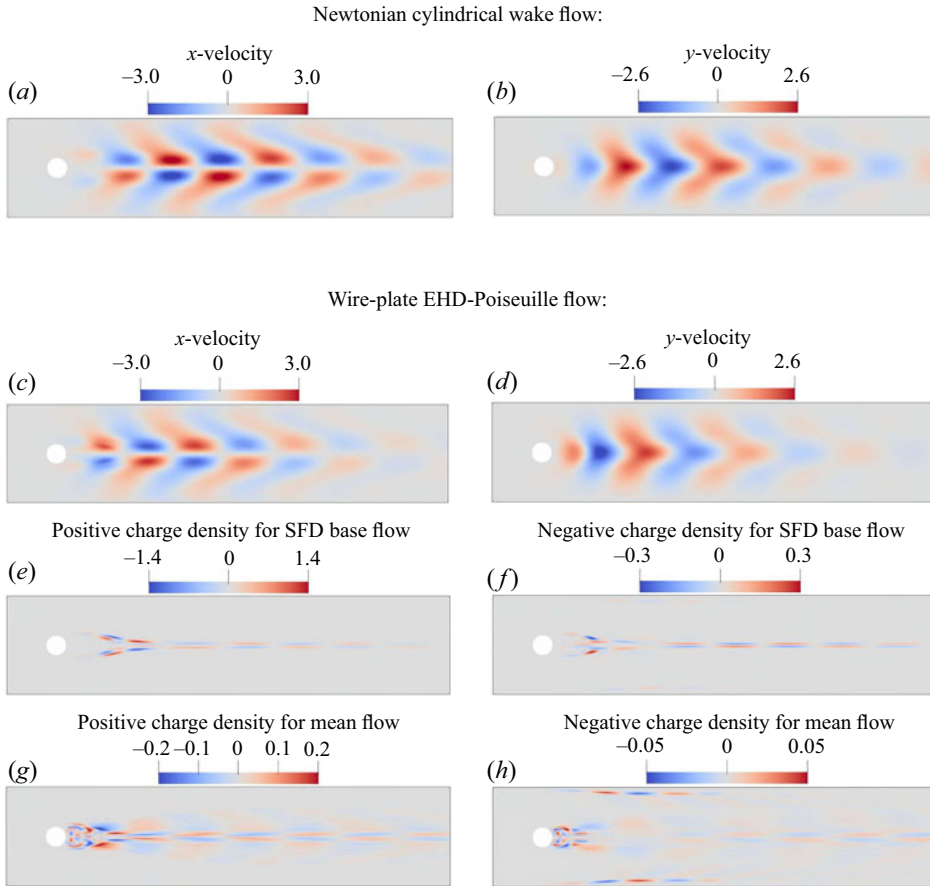 Newtonian cylindrical wake flow:
x-velocity
y-velocity
(a)
−3.0 0 3.0
(b)
−2.6 0 2.6
Wire-plate EHD-Poiseuille flow:
x-velocity
y-velocity
(c)
−3.0 0 3.0
(d)
−2.6 0 2.6
Positive charge density for SFD base flow
Negative charge density for SFD base flow
(e)
−1.4 0 1.4
(f)
−0.3 0 0.3
Positive charge density for mean flow
Negative charge density for mean flow
(g)
−0.2 −0.1 0 0.1 0.2
(h)
−0.05 0 0.05